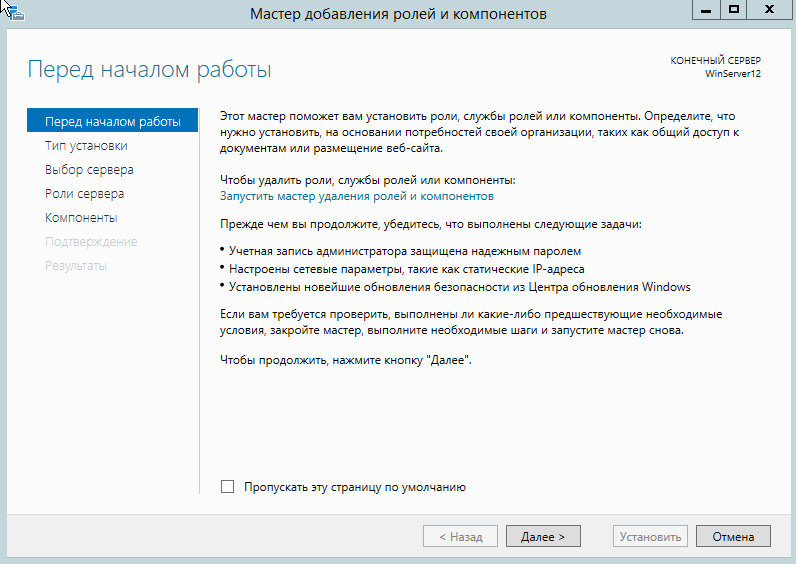 Мастер добавления ролей и компонентов
Перед началом работы
КОНЕЧНЫЙ СЕРВЕР
WinServer12
Перед началом работы
Тип установки
Выбор сервера
Роли сервера
Компоненты
Подтверждение
Результаты
Этот мастер поможет вам установить роли, службы ролей или компоненты. Определите, что
нужно установить, на основании потребностей своей организации, таких как общий доступ к
документам или размещение веб-сайта.
Чтобы удалить роли, службы ролей или компоненты:
Запустить мастер удаления ролей и компонентов
Прежде чем вы продолжите, убедитесь, что выполнены следующие задачи:
• Учетная запись администратора защищена надежным паролем
• Настроены сетевые параметры, такие как статические IP-адреса
• Установлены новейшие обновления безопасности из Центра обновления Windows
Если вам требуется проверить, выполнены ли какие-либо предшествующие необходимые
условия, закройте мастер, выполните необходимые шаги и запустите мастер снова.
Чтобы продолжить, нажмите кнопку "Далее".
Пропускать эту страницу по умолчанию
< Назад
Далее >
Установить
Отмена